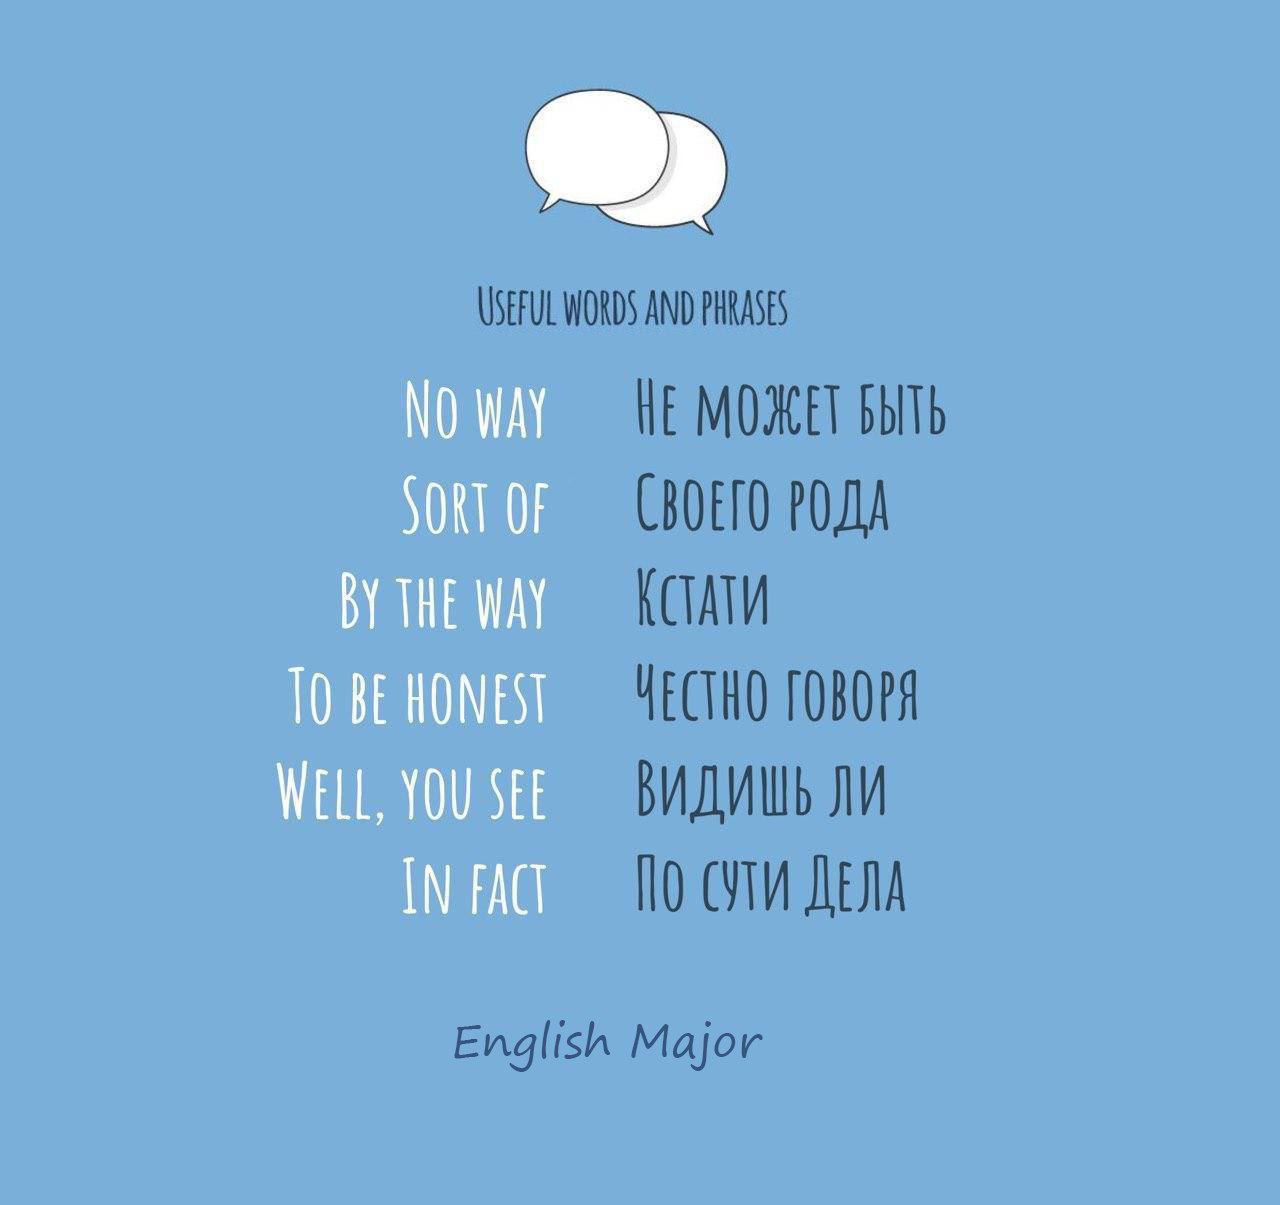 Useful words and phrases
No way Не может быть
Sort of Своего рода
By the way Кстати
To be honest Честно говоря
Well, you see Видишь ли
In fact По сути Дела
English Major